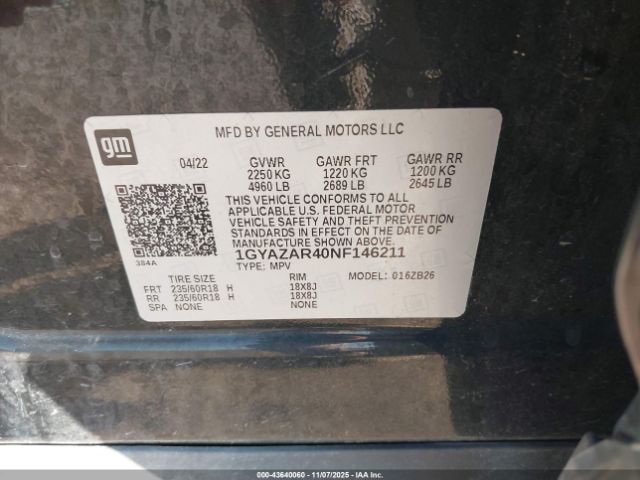 gm
MFD BY GENERAL MOTORS LLC
04/22 GVWR GAWR FRT GAWR RR
2250 KG 1220 KG 1200 KG
4960 LB 2689 LB 2645 LB
THIS VEHICLE CONFORMS TO ALL
APPLICABLE U.S. FEDERAL MOTOR
VEHICLE SAFETY AND THEFT PREVENTION
STANDARDS IN EFFECT ON THE DATE OF
MANUFACTURE SHOWN ABOVE.
384A 1GYAZAR40NF146211
TYPE: MPV
TIRE SIZE RIM MODEL: 016ZB26
FRT 235/60R18 H 18X8J
RR 235/60R18 H 18X8J
SPA NONE NONE
000-43640060 - 11/07/2025 - IAAI Inc.